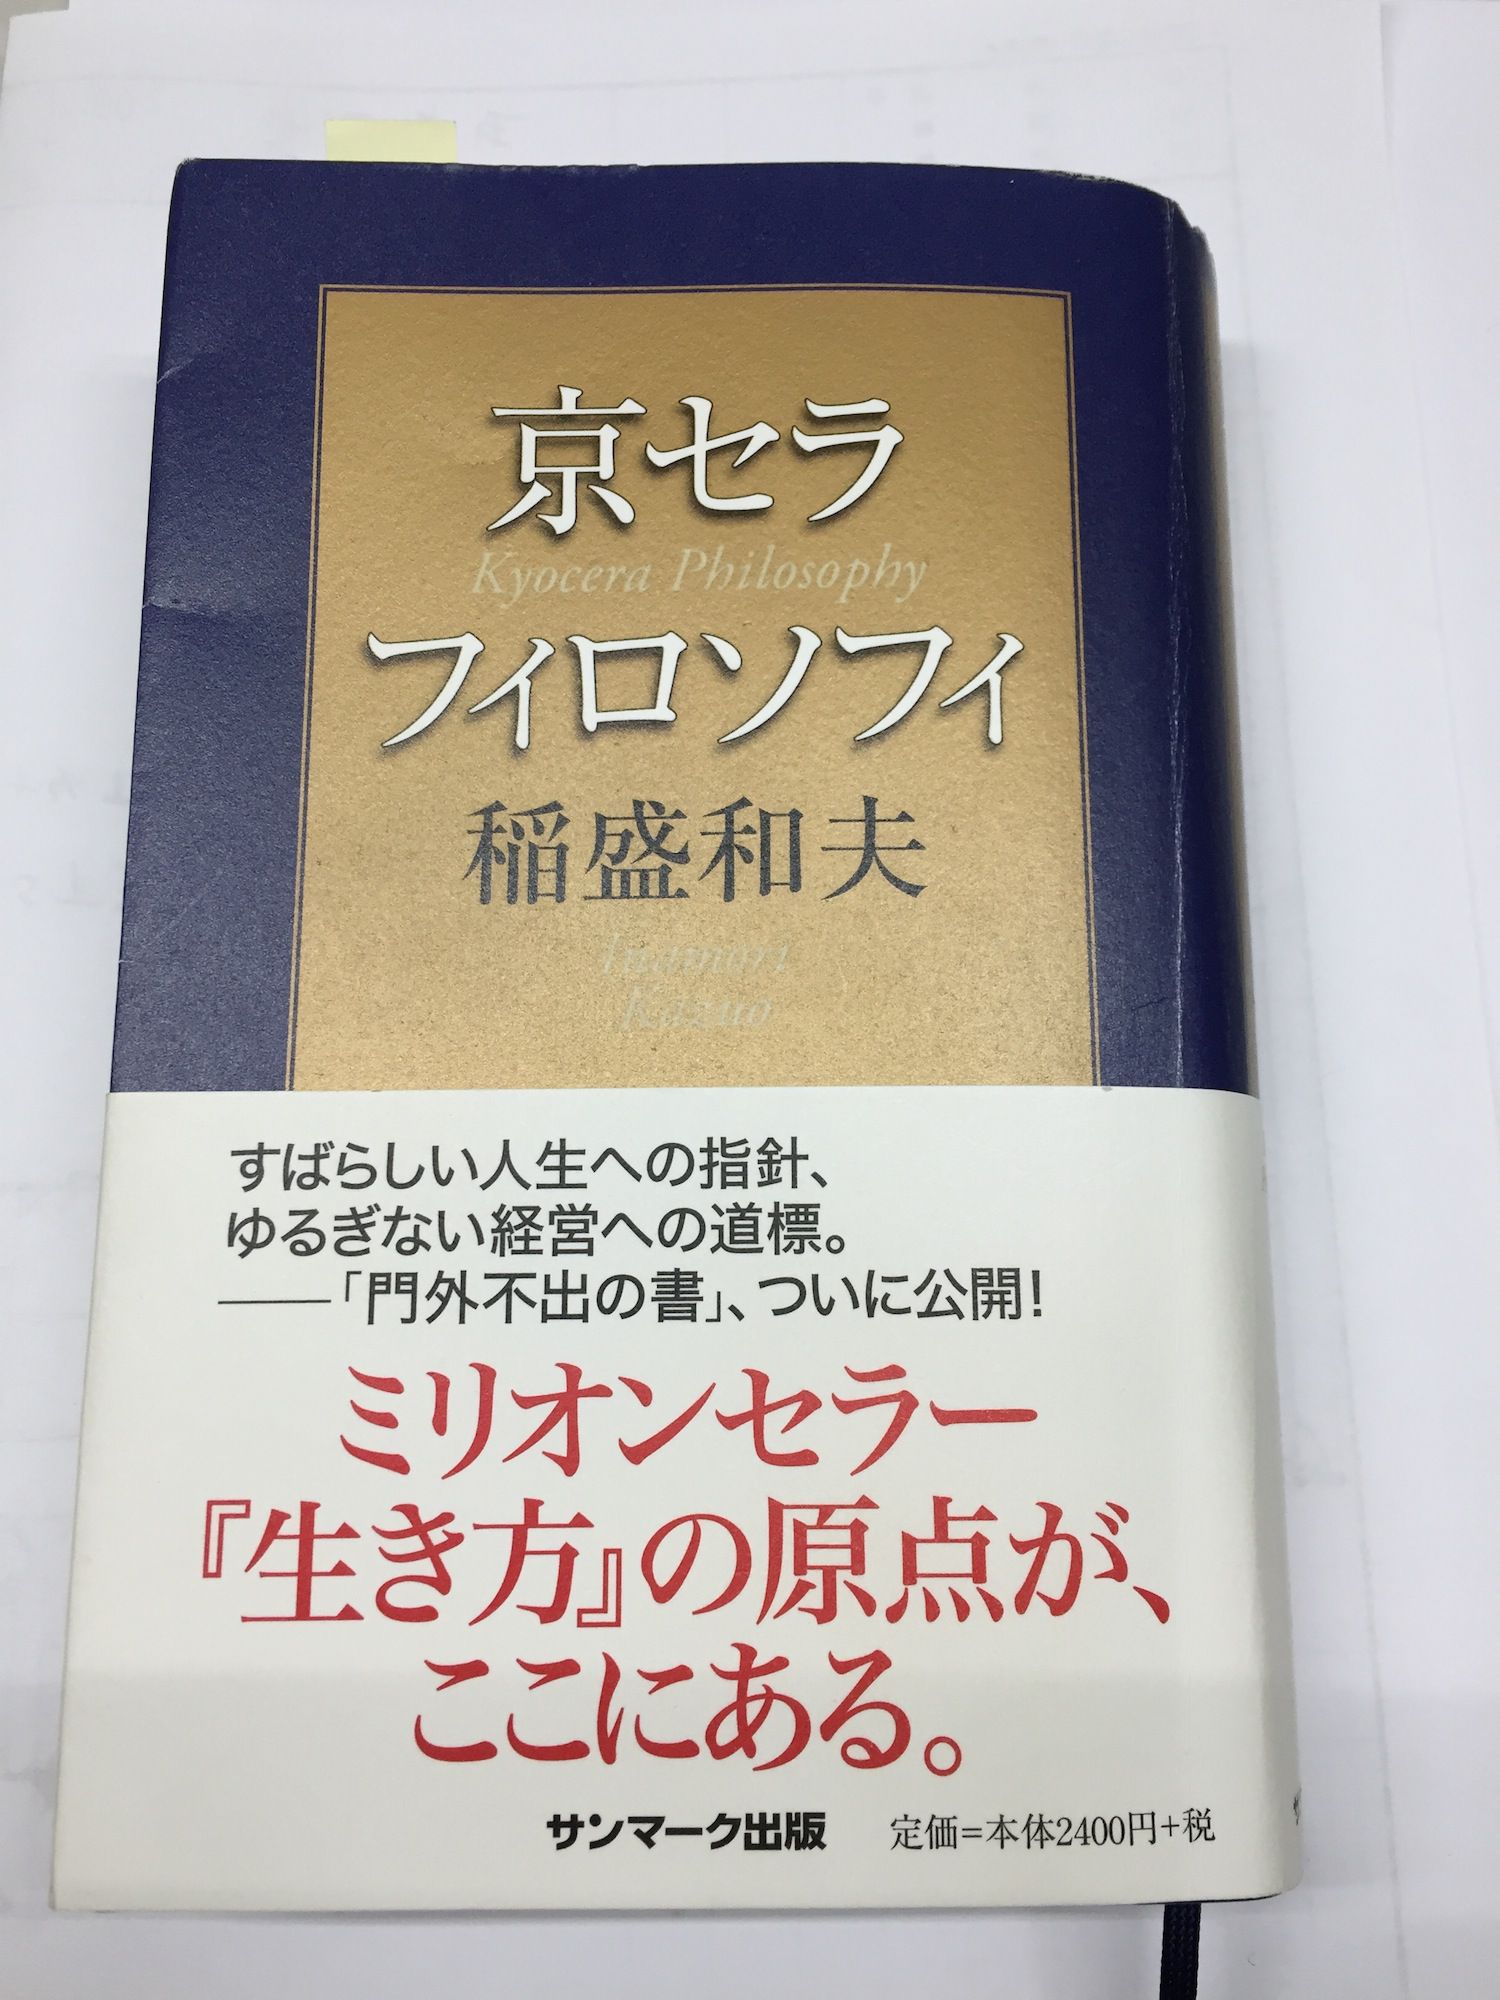 京セラ
Kyocera Philosophy
フィロソフィ
稲盛和夫
Inamori
Kazuo
すばらしい人生への指針、
ゆるぎない経営への道標。
――「門外不出の書」、ついに公開！
ミリオンセラー
『生き方』の原点が、
ここにある。
サンマーク出版 定価=本体2400円+税